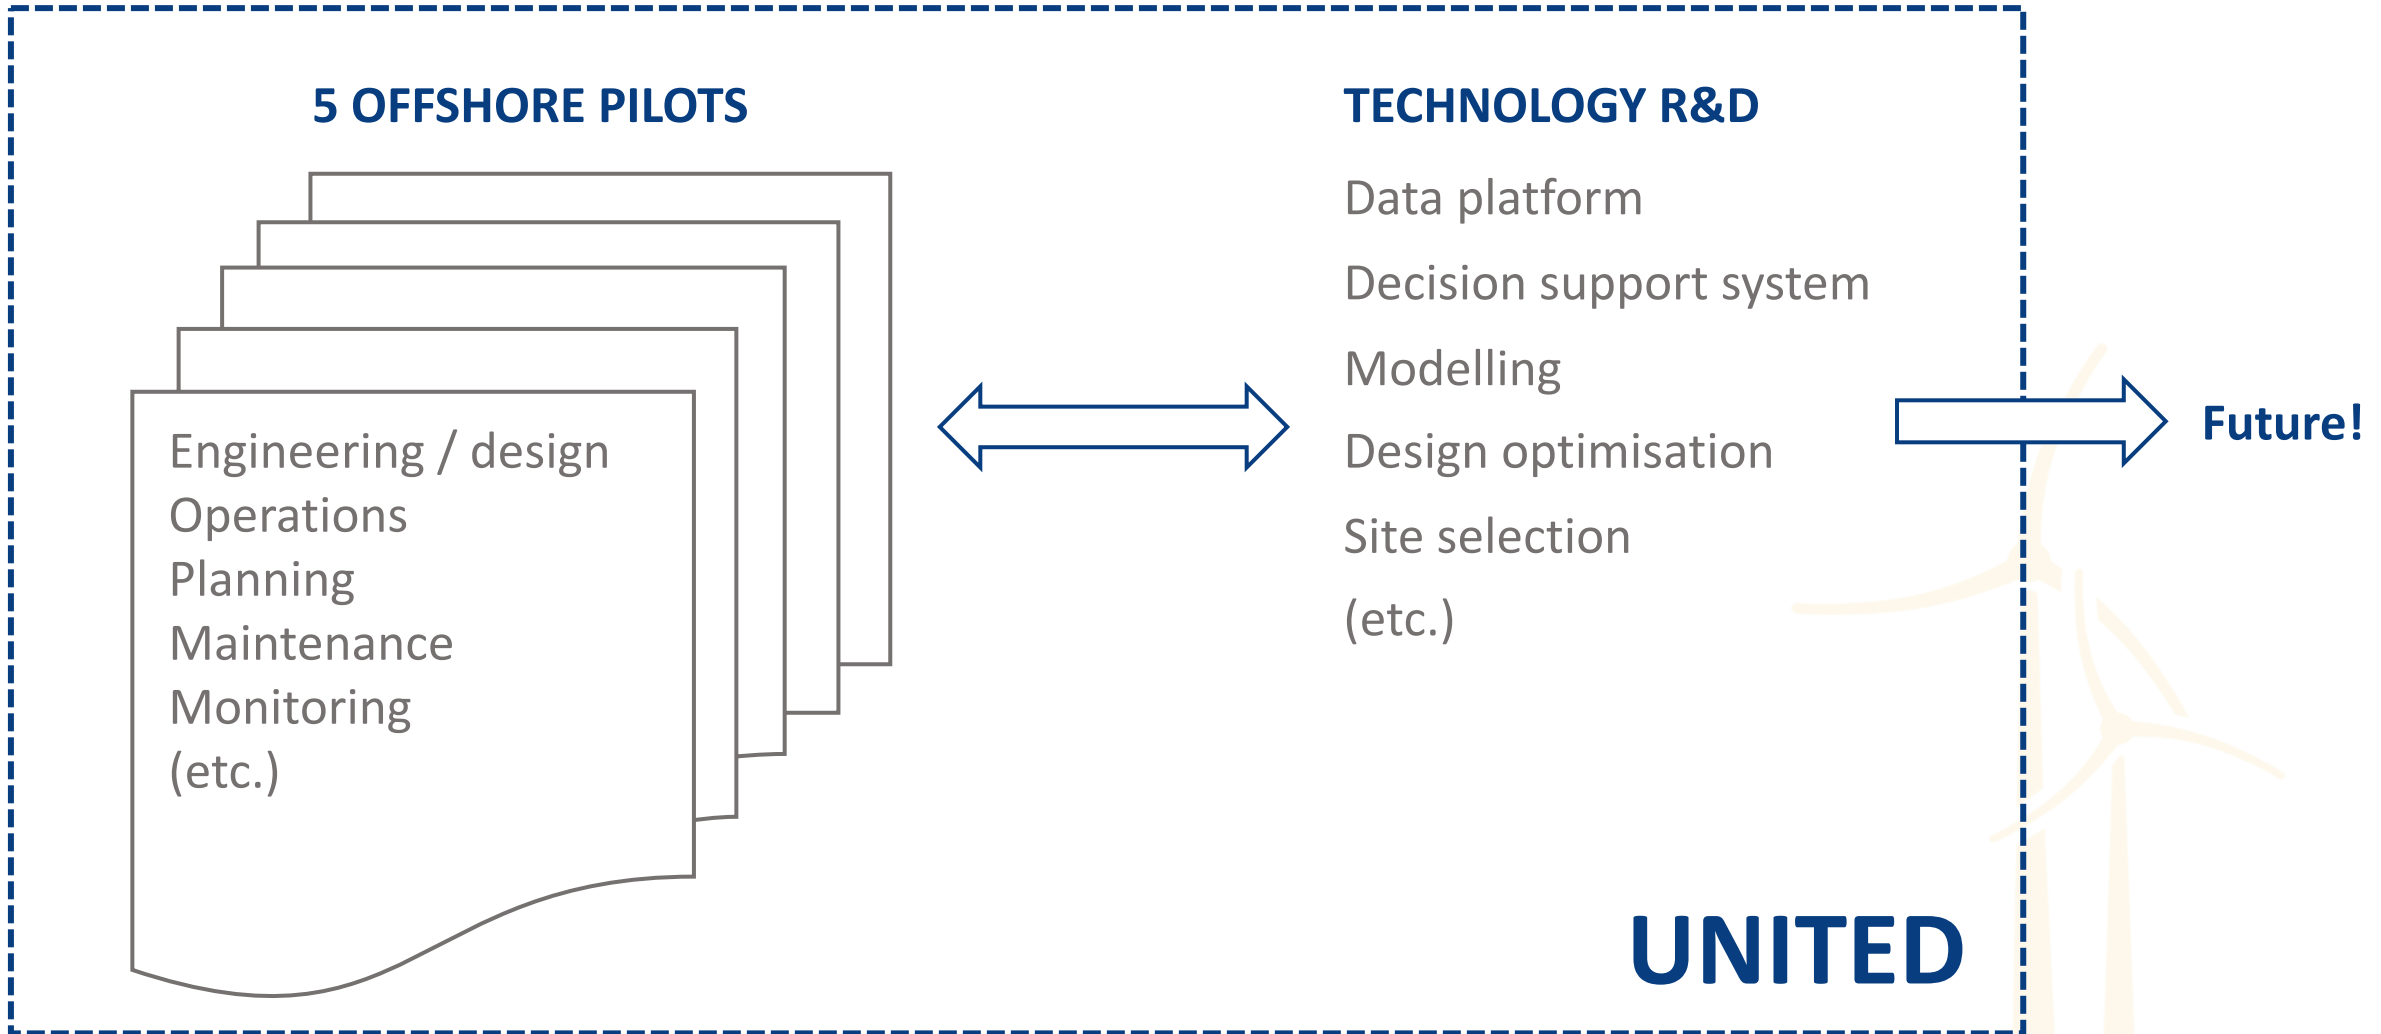 5 OFFSHORE PILOTS
Engineering / design
Operations
Planning
Maintenance
Monitoring
(etc.)
TECHNOLOGY R&D
Data platform
Decision support system
Modelling
Design optimisation
Site selection
(etc.)
Future!
UNITED